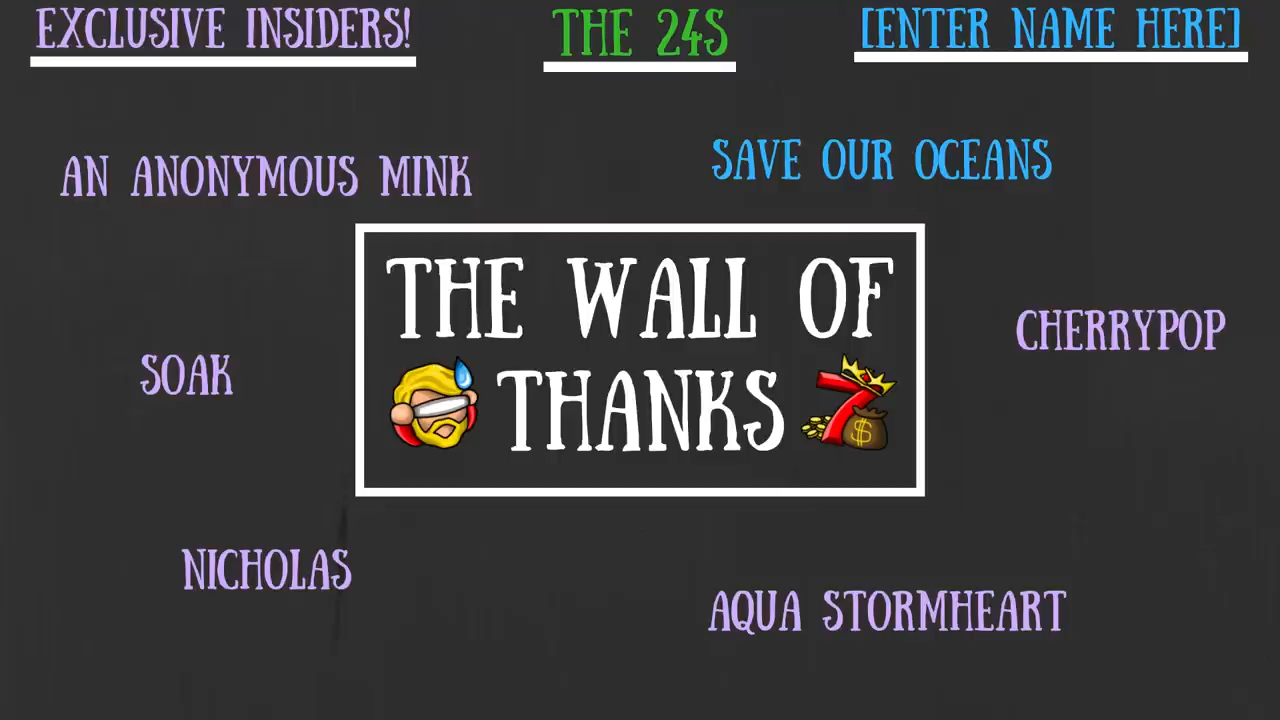 EXCLUSIVE INSIDERS!
THE 24S
[ENTER NAME HERE]
AN ANONYMOUS MINK
SAVE OUR OCEANS
THE WALL OF
THANKS
CHERRYPOP
SOAK
NICHOLAS
AQUA STORMHEART